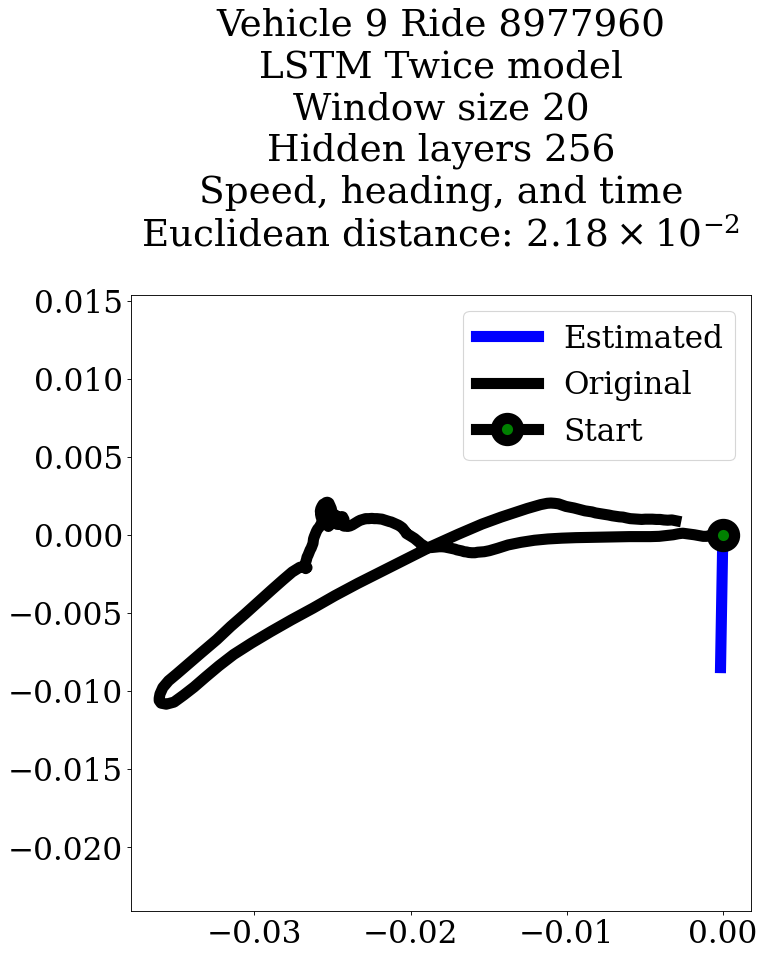 Vehicle 9 Ride 8977960
LSTM Twice model
Window size 20
Hidden layers 256
Speed, heading, and time
Euclidean distance: 2.18 × 10⁻²
0.015
0.010
0.005
0.000
−0.005
−0.010
−0.015
−0.020
Estimated
Original
Start
−0.03 −0.02 −0.01 0.00